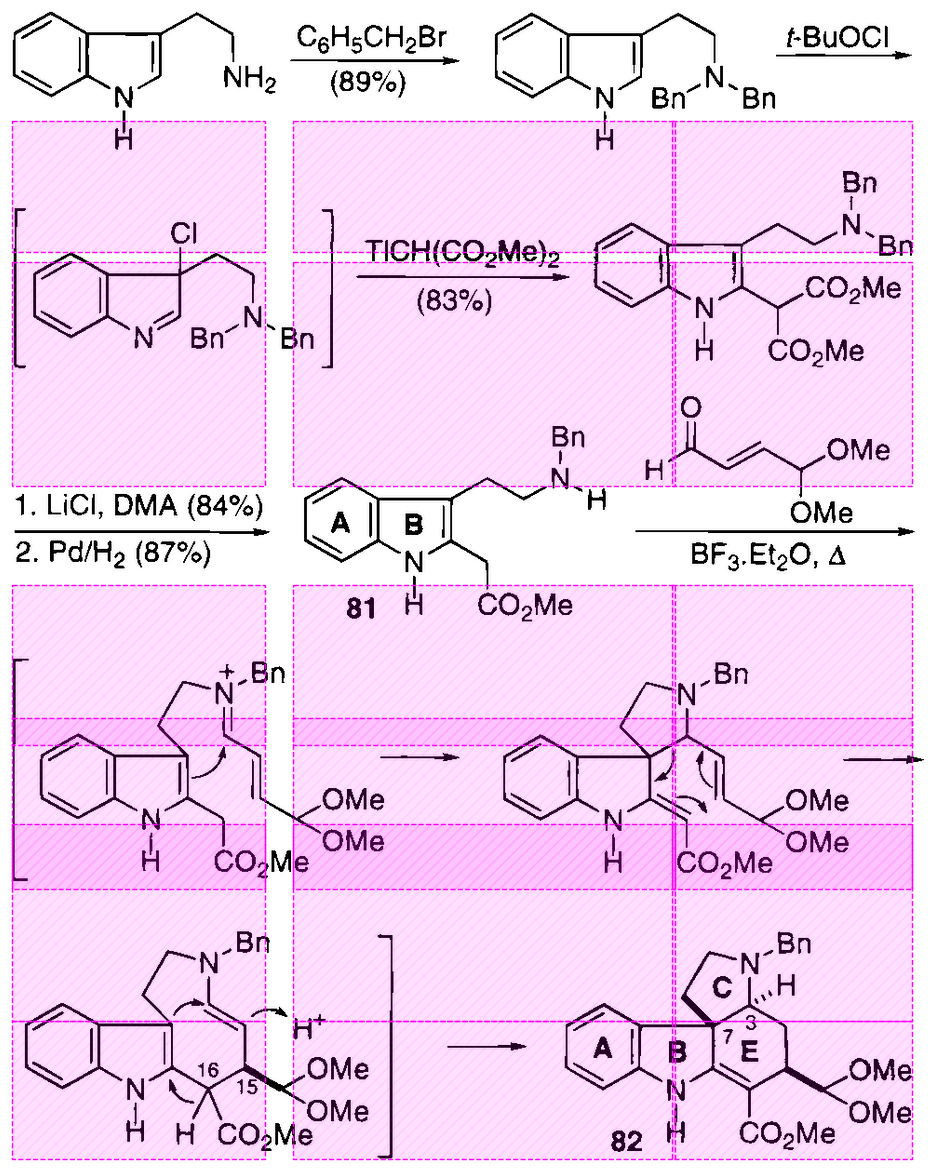 C₆H₅CH₂Br
(89%)
t-BuOCl
NH₂
N
H
N
H
N
Bn
Bn
Cl
N
N
Bn
Bn
TlCH(CO₂Me)₂
(83%)
Bn
N
Bn
N
H
CO₂Me
CO₂Me
1. LiCl, DMA (84%)
2. Pd/H₂ (87%)
Bn
N
H
A
B
N
H
CO₂Me
81
O
H
OMe
OMe
BF₃.Et₂O, Δ
+
N
Bn
N
H
OMe
OMe
CO₂Me
N
Bn
N
H
OMe
OMe
CO₂Me
N
Bn
H⁺
16
15
N
H
H
OMe
OMe
CO₂Me
N
Bn
C
H
3
7
A
B
E
N
H
OMe
OMe
CO₂Me
82